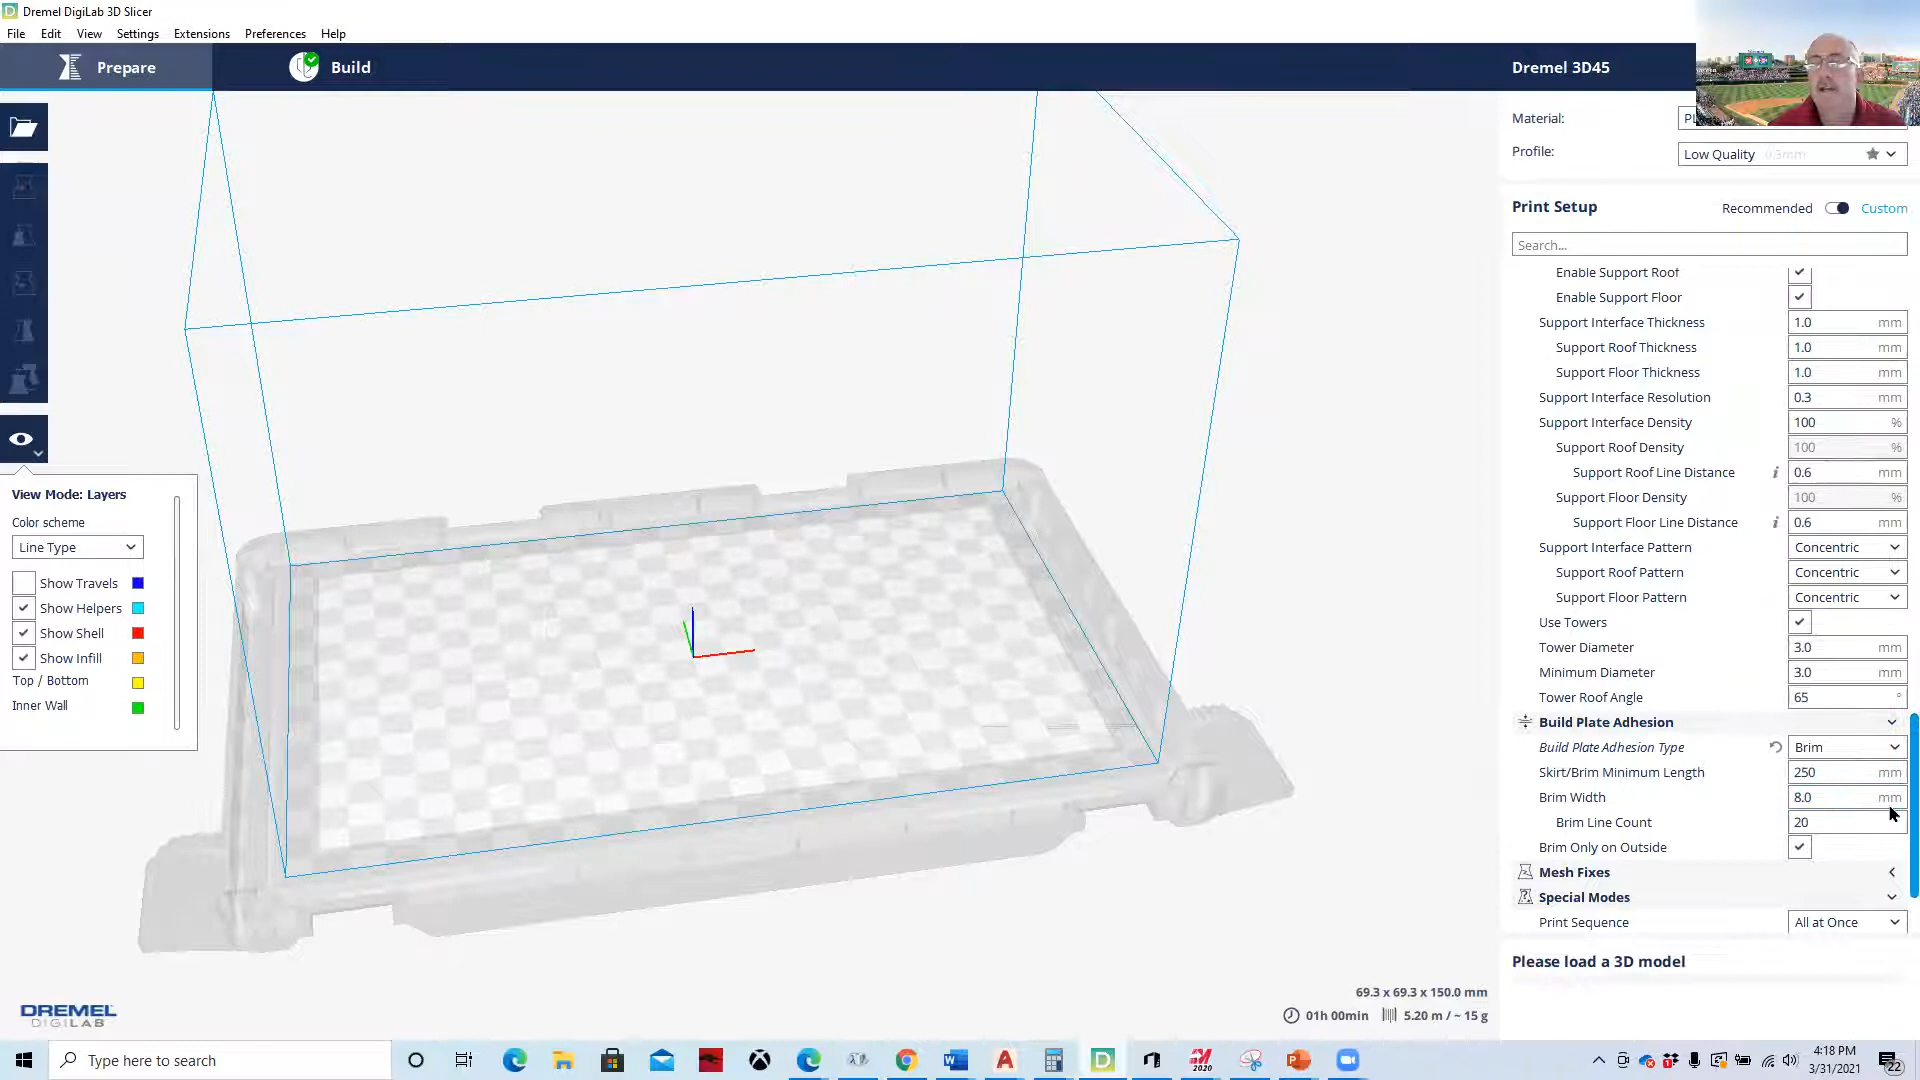 Dremel DigiLab 3D Slicer
File Edit View Settings Extensions Preferences Help
Prepare
Build
Dremel 3D45
Material:
Profile: Low Quality 0.3mm
Print Setup Recommended Custom
Search...
Enable Support Roof
Enable Support Floor
Support Interface Thickness 1.0 mm
Support Roof Thickness 1.0 mm
Support Floor Thickness 1.0 mm
Support Interface Resolution 0.3 mm
Support Interface Density 100 %
Support Roof Density 100 %
Support Roof Line Distance i 0.6 mm
Support Floor Density 100 %
Support Floor Line Distance i 0.6 mm
Support Interface Pattern Concentric
Support Roof Pattern Concentric
Support Floor Pattern Concentric
Use Towers
Tower Diameter 3.0 mm
Minimum Diameter 3.0 mm
Tower Roof Angle 65 °
Build Plate Adhesion
Build Plate Adhesion Type Brim
Skirt/Brim Minimum Length 250 mm
Brim Width 8.0 mm
Brim Line Count 20
Brim Only on Outside
Mesh Fixes
Special Modes
Print Sequence All at Once
Please load a 3D model
View Mode: Layers
Color scheme
Line Type
Show Travels
Show Helpers
Show Shell
Show Infill
Top / Bottom
Inner Wall
69.3 x 69.3 x 150.0 mm
01h 00min 5.20 m / ~ 15 g
DREMEL
DIGILAB
Type here to search
4:18 PM
3/31/2021
22